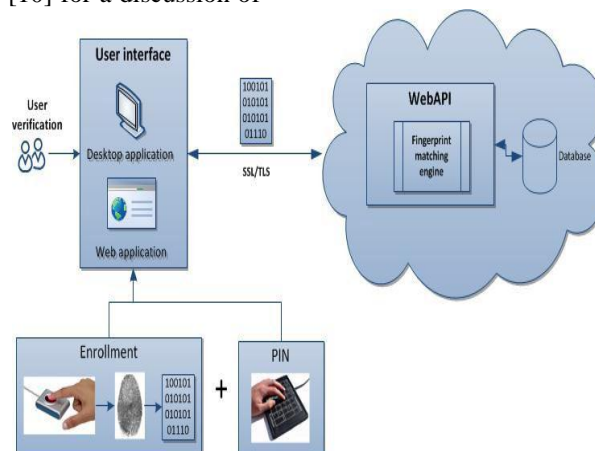 [10] for a discussion of
User interface
User
verification
Desktop application
Web application
100101
010101
010101
01110
SSL/TLS
WebAPI
Fingerprint
matching
engine
Database
Enrollment
100101
010101
010101
01110
+
PIN